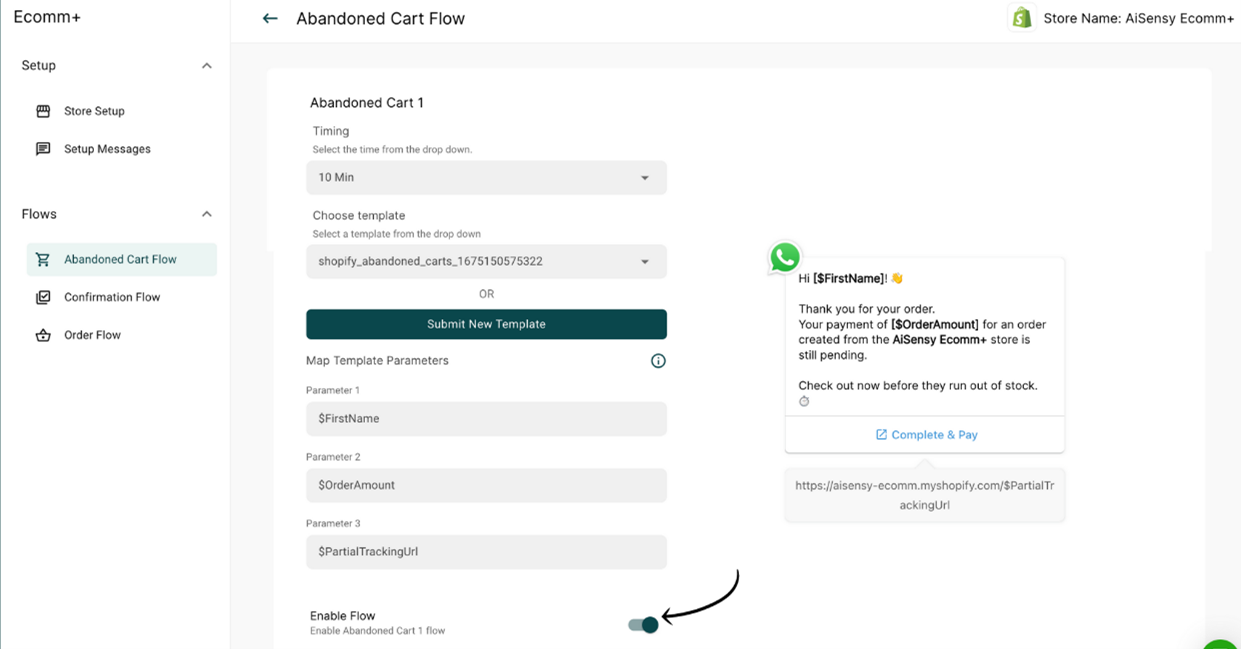 Ecomm+
Abandoned Cart Flow
Store Name: AiSensy Ecomm+
Setup
Store Setup
Setup Messages
Flows
Abandoned Cart Flow
Confirmation Flow
Order Flow
Abandoned Cart 1
Timing
Select the time from the drop down.
10 Min
Choose template
Select a template from the drop down
shopify_abandoned_carts_1675150575322
OR
Submit New Template
Map Template Parameters
Parameter 1
$FirstName
Parameter 2
$OrderAmount
Parameter 3
$PartialTrackingUrl
Enable Flow
Enable Abandoned Cart 1 flow
Hi [$FirstName]! 👋
Thank you for your order.
Your payment of [$OrderAmount] for an order
created from the AiSensy Ecomm+ store is
still pending.
Check out now before they run out of stock.
⏱
Complete & Pay
https://aisensy-ecomm.myshopify.com/$PartialTr
ackingUrl